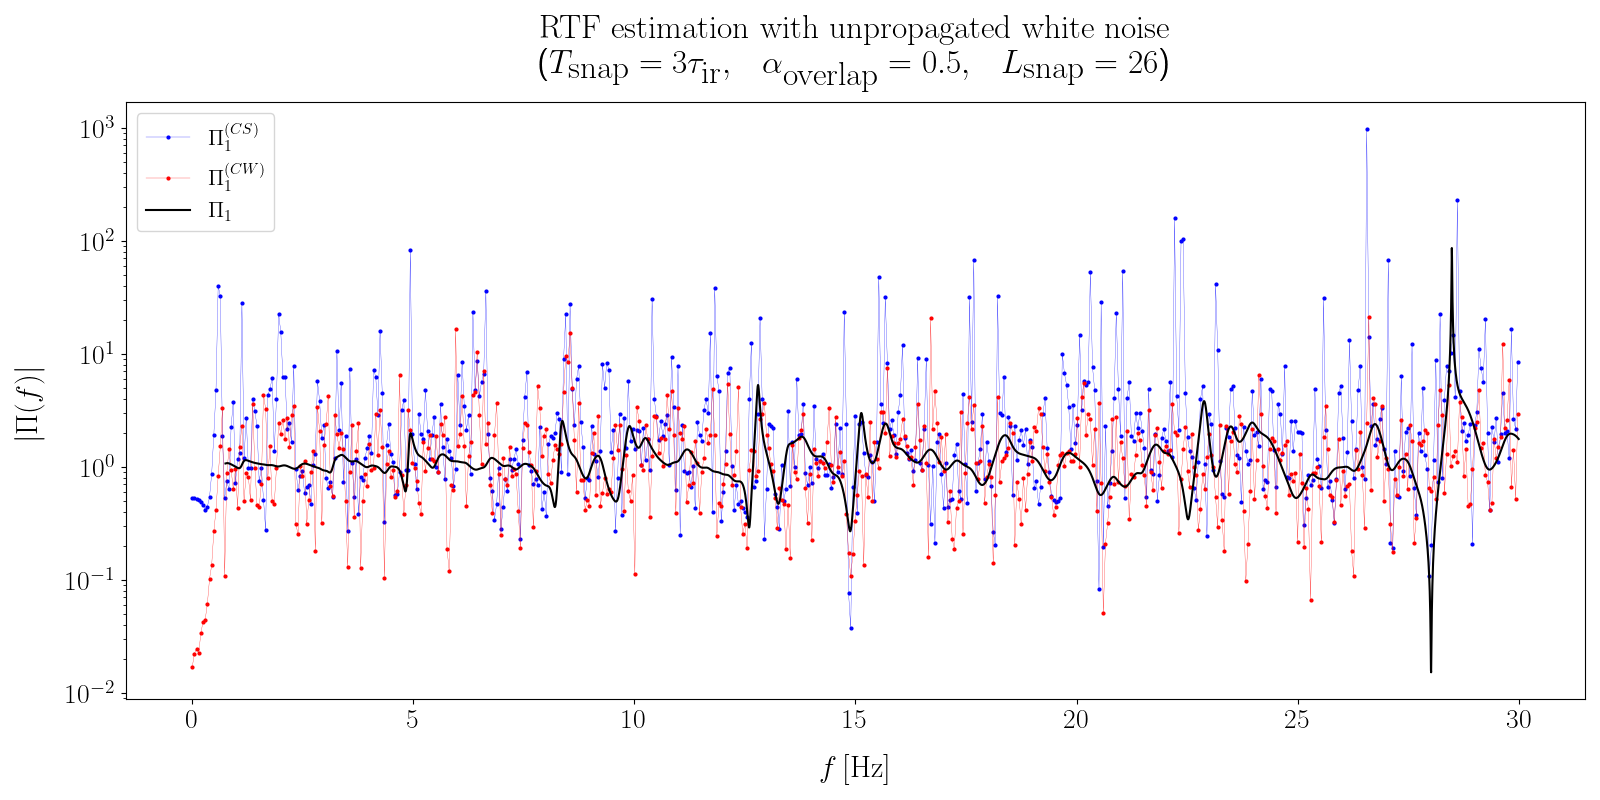 RTF estimation with unpropagated white noise
(T_snap = 3τ_ir, α_overlap = 0.5, L_snap = 26)
|Π(f)|
10^3
10^2
10^1
10^0
10^−1
10^−2
Π_1^(CS)
Π_1^(CW)
Π_1
0 5 10 15 20 25 30
f [Hz]